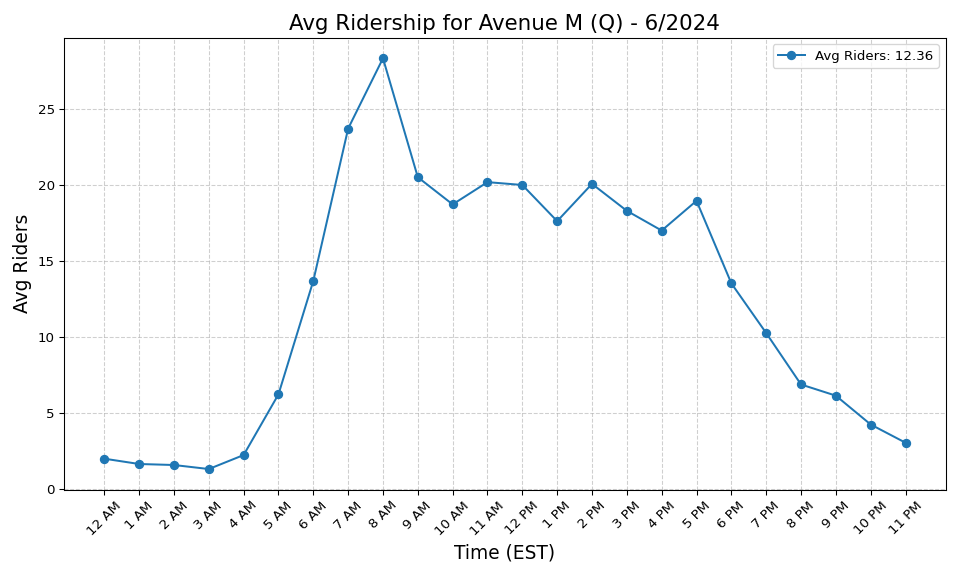 Avg Ridership for Avenue M (Q) - 6/2024
Avg Riders: 12.36
Avg Riders
25
20
15
10
5
0
12 AM
1 AM
2 AM
3 AM
4 AM
5 AM
6 AM
7 AM
8 AM
9 AM
10 AM
11 AM
12 PM
1 PM
2 PM
3 PM
4 PM
5 PM
6 PM
7 PM
8 PM
9 PM
10 PM
11 PM
Time (EST)